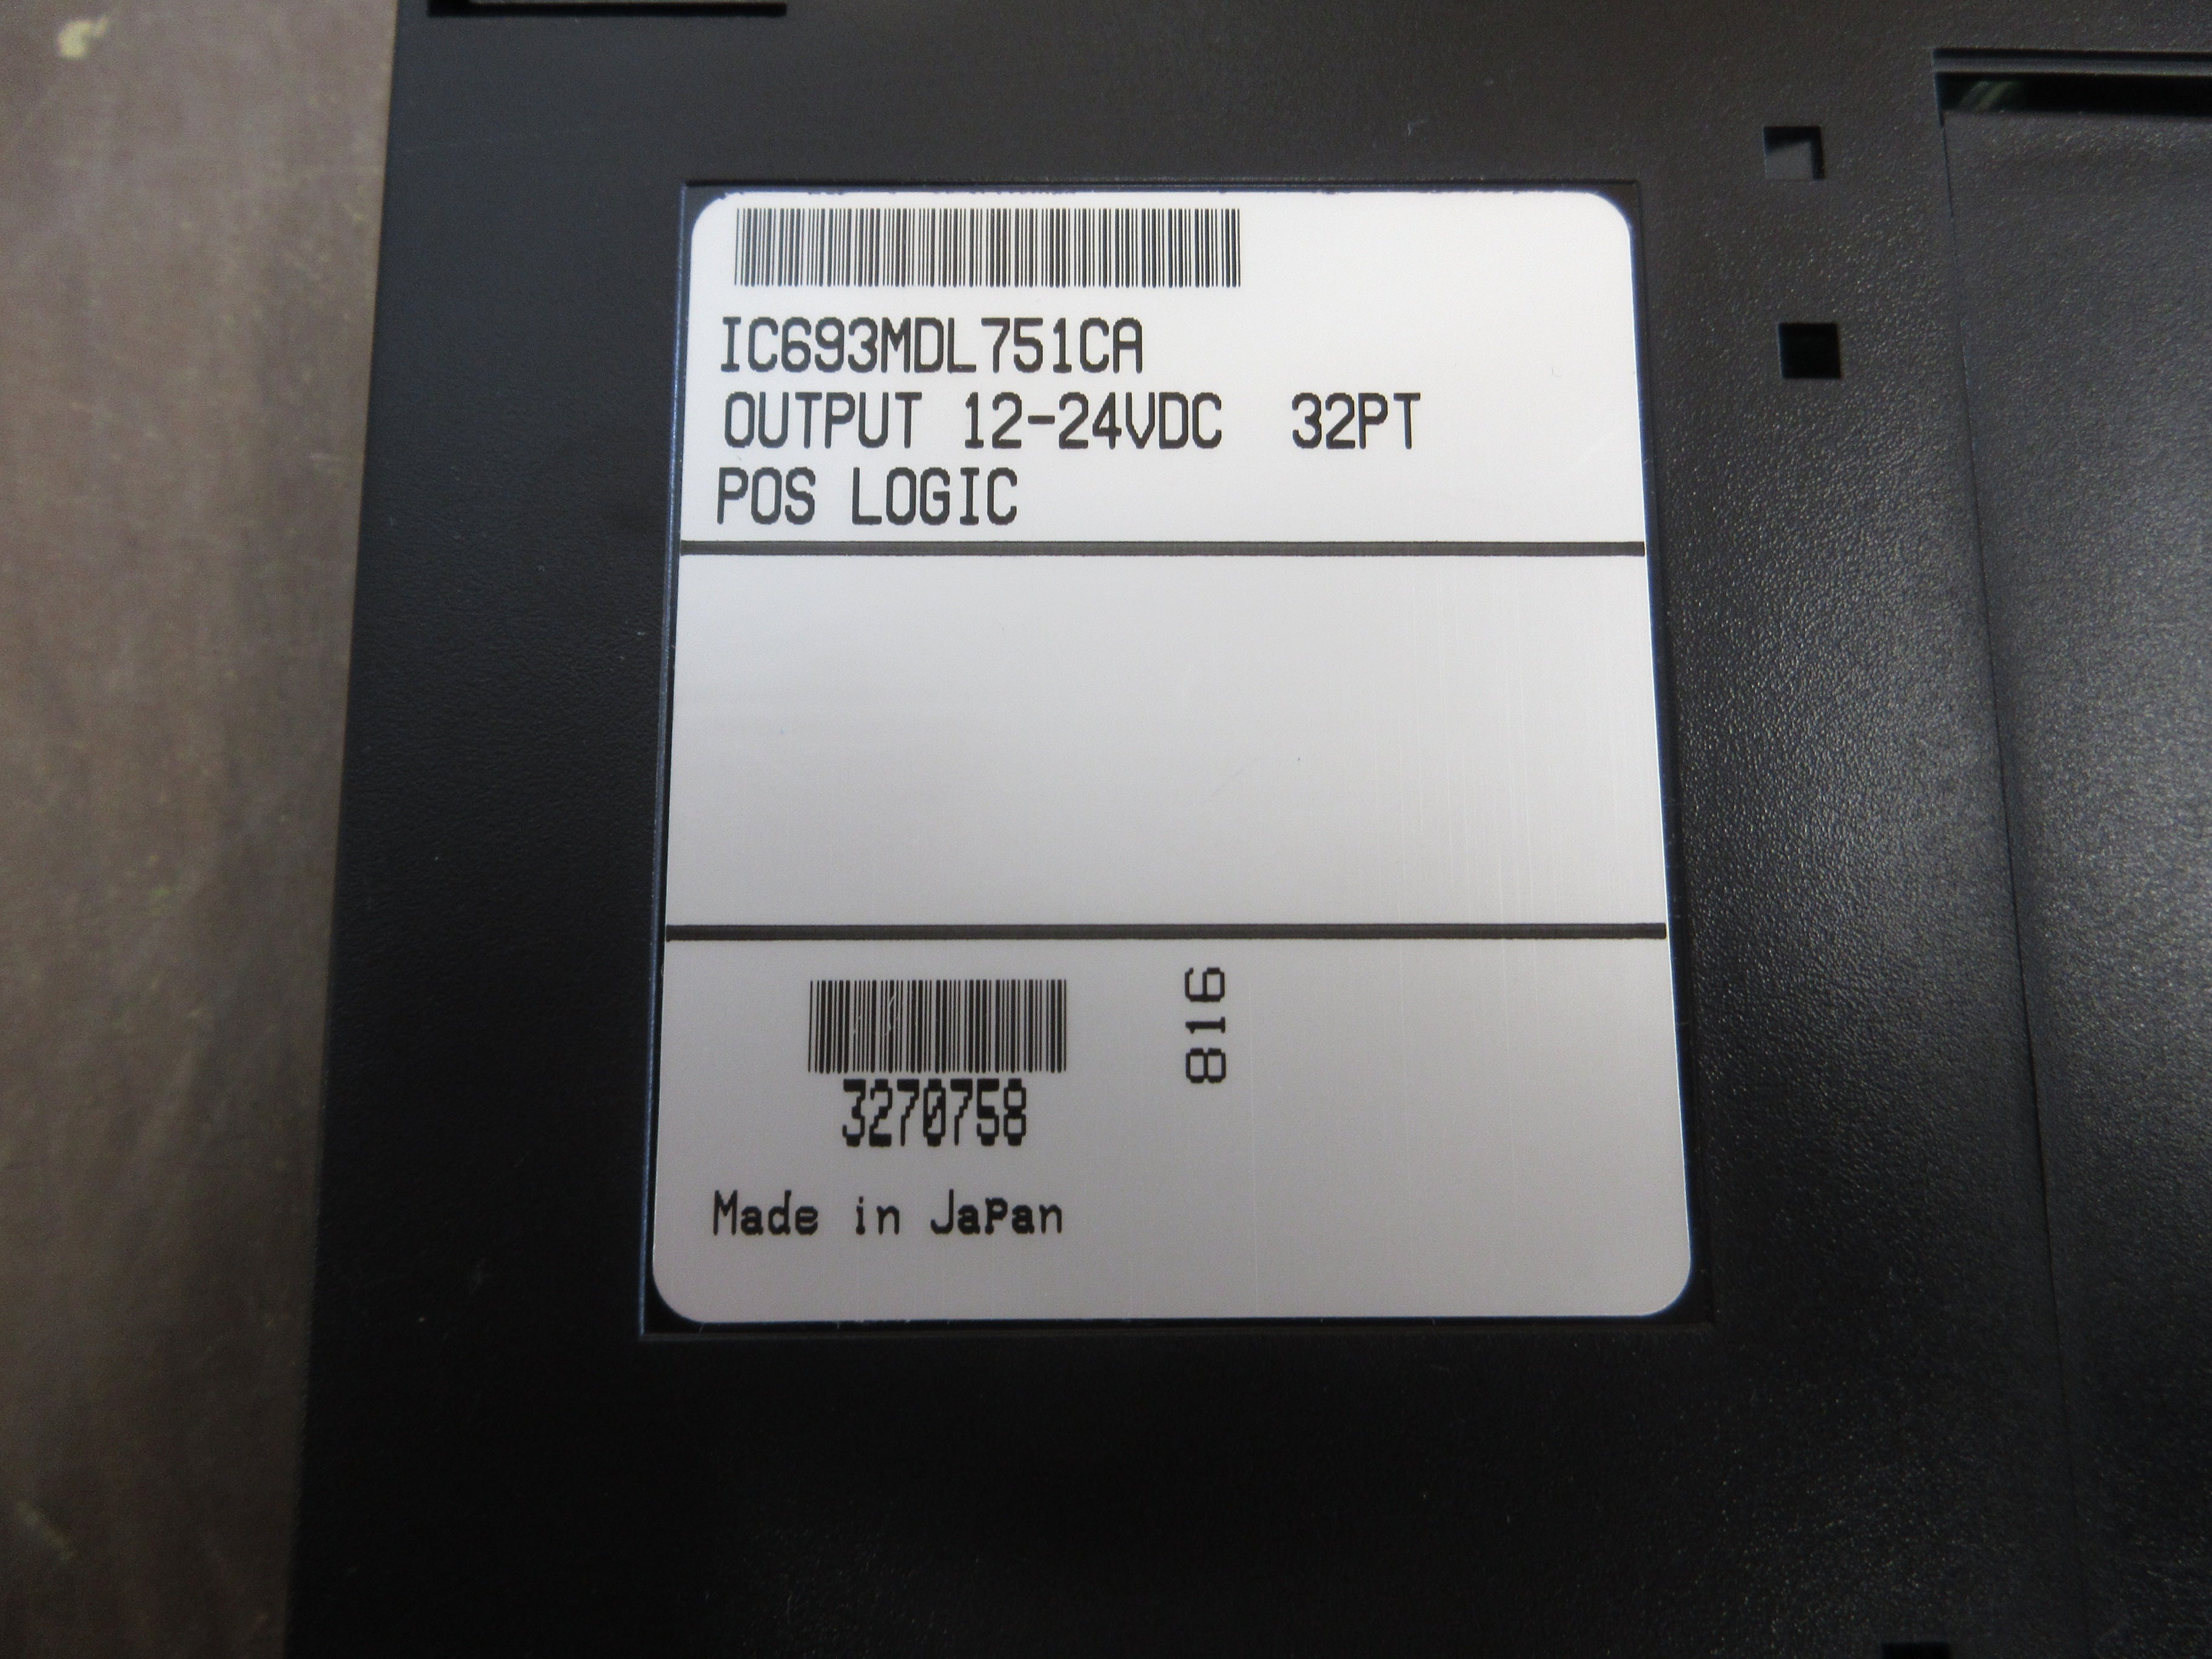 IC693MDL751CA
OUTPUT 12-24VDC 32PT
POS LOGIC
816
3270758
Made in JaPan